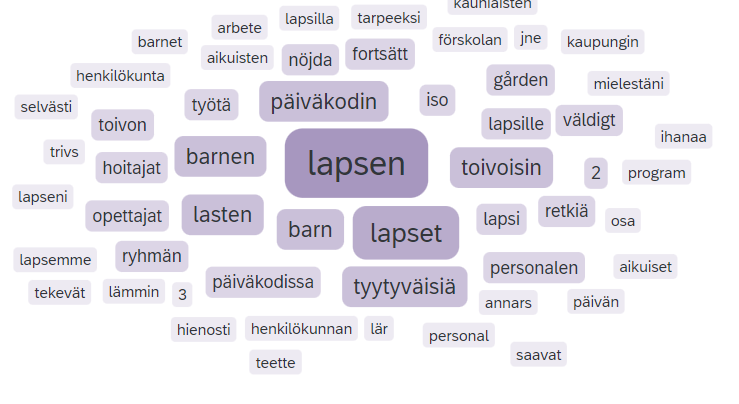 kauniaisten
lapsilla tarpeeksi
arbete
barnet förskolan jne kaupungin
aikuisten nöjda fortsätt
henkilökunta gården mielestäni
selvästi työtä päiväkodin iso
toivon lapsille väldigt
ihanaa
trivs hoitajat barnen lapsen toivoisin 2 program
lapseni
opettajat lasten barn lapset lapsi retkiä osa
lapsemme ryhmän personalen aikuiset
tekevät lämmin 3 päiväkodissa tyytyväisiä
annars päivän
hienosti henkilökunnan lär personal
teette saavat